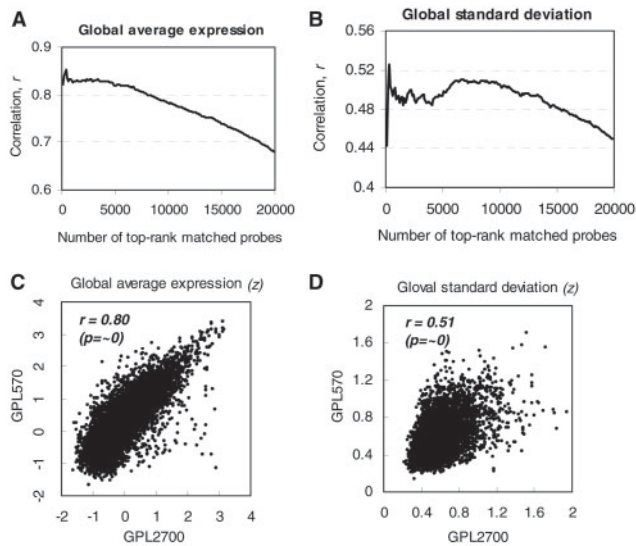 A
Global average expression
Correlation, r
0.9
0.8
0.7
0.6
0
5000
10000
15000
20000
Number of top-rank matched probes
B
Global standard deviation
Correlation, r
0.56
0.52
0.48
0.44
0.4
0
5000
10000
15000
20000
Number of top-rank matched probes
C
Global average expression (z)
r = 0.80
(p=~0)
GPL570
4
3
2
1
0
-1
-2
-2
-1
0
1
2
3
4
GPL2700
D
Gloval standard deviation (z)
r = 0.51
(p=~0)
GPL570
2
1.6
1.2
0.8
0.4
0
0
0.4
0.8
1.2
1.6
2
GPL2700